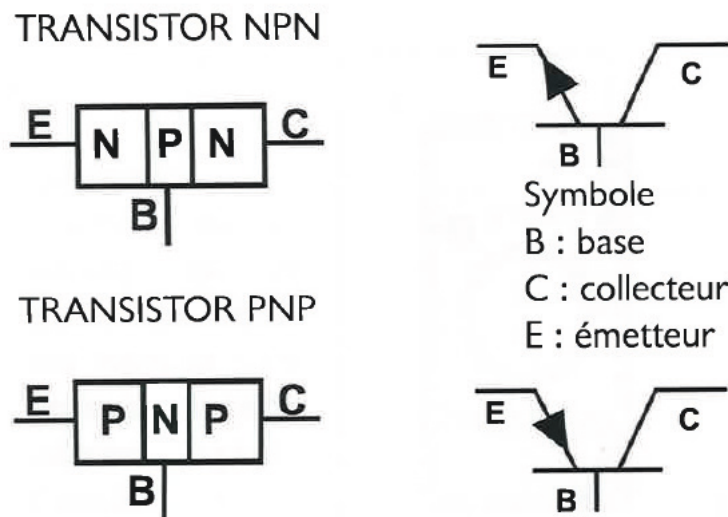 TRANSISTOR NPN
E N P N C
B
E C
B
Symbole
B : base
C : collecteur
E : émetteur
TRANSISTOR PNP
E P N P C
B
E C
B